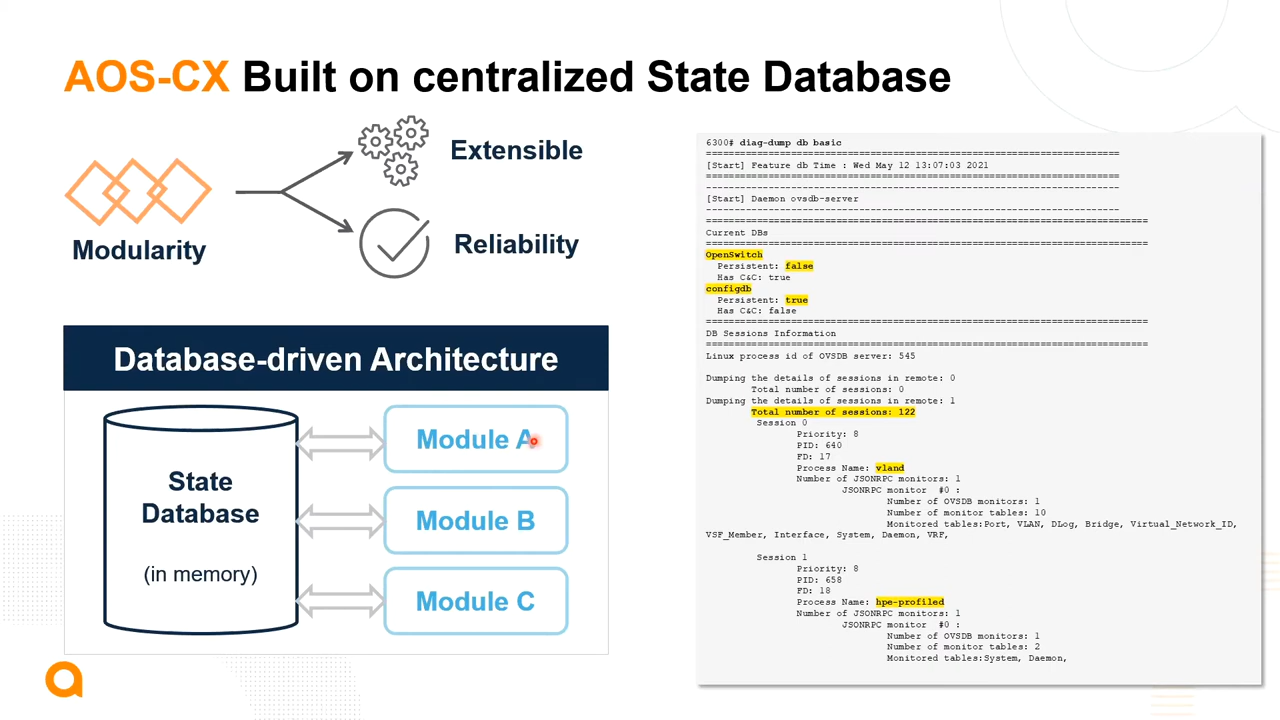 AOS-CX Built on centralized State Database
Extensible
Modularity
Reliability
Database-driven Architecture
State
Database
(in memory)
Module A
Module B
Module C
6300# diag-dump db basic
=========================================================================
[Start] Feature db Time : Wed May 12 13:07:03 2021
=========================================================================
-------------------------------------------------------------------------
[Start] Daemon ovsdb-server
-------------------------------------------------------------------------
==============================================================================
Current DBs
==============================================================================
OpenSwitch
Persistent: false
Has C&C: true
configdb
Persistent: true
Has C&C: false
==============================================================================
DB Sessions Information
==============================================================================
Linux process id of OVSDB server: 545
Dumping the details of sessions in remote: 0
Total number of sessions: 0
Dumping the details of sessions in remote: 1
Total number of sessions: 122
Session 0
Priority: 8
PID: 640
FD: 17
Process Name: vland
Number of JSONRPC monitors: 1
JSONRPC monitor #0 :
Number of OVSDB monitors: 1
Number of monitor tables: 10
Monitored tables:Port, VLAN, DLog, Bridge, Virtual_Network_ID,
VSF_Member, Interface, System, Daemon, VRF,
Session 1
Priority: 8
PID: 658
FD: 18
Process Name: hpe-profiled
Number of JSONRPC monitors: 1
JSONRPC monitor #0 :
Number of OVSDB monitors: 1
Number of monitor tables: 2
Monitored tables:System, Daemon,